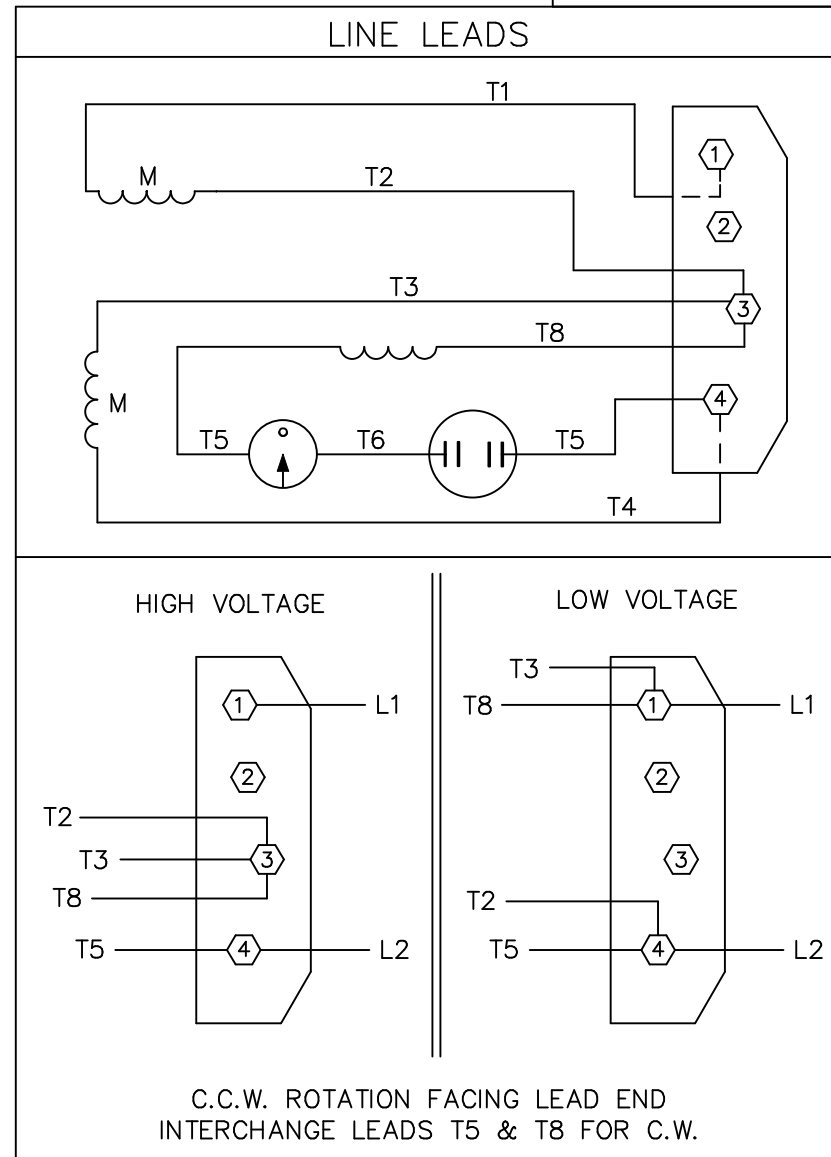 LINE LEADS
T1
1
M
T2
2
T3
3
T8
M
4
T5
T6
T5
T4
HIGH VOLTAGE
1
L1
2
T2
T3
3
T8
T5
4
L2
LOW VOLTAGE
T3
T8
1
L1
2
3
T2
T5
4
L2
C.C.W. ROTATION FACING LEAD END
INTERCHANGE LEADS T5 & T8 FOR C.W.